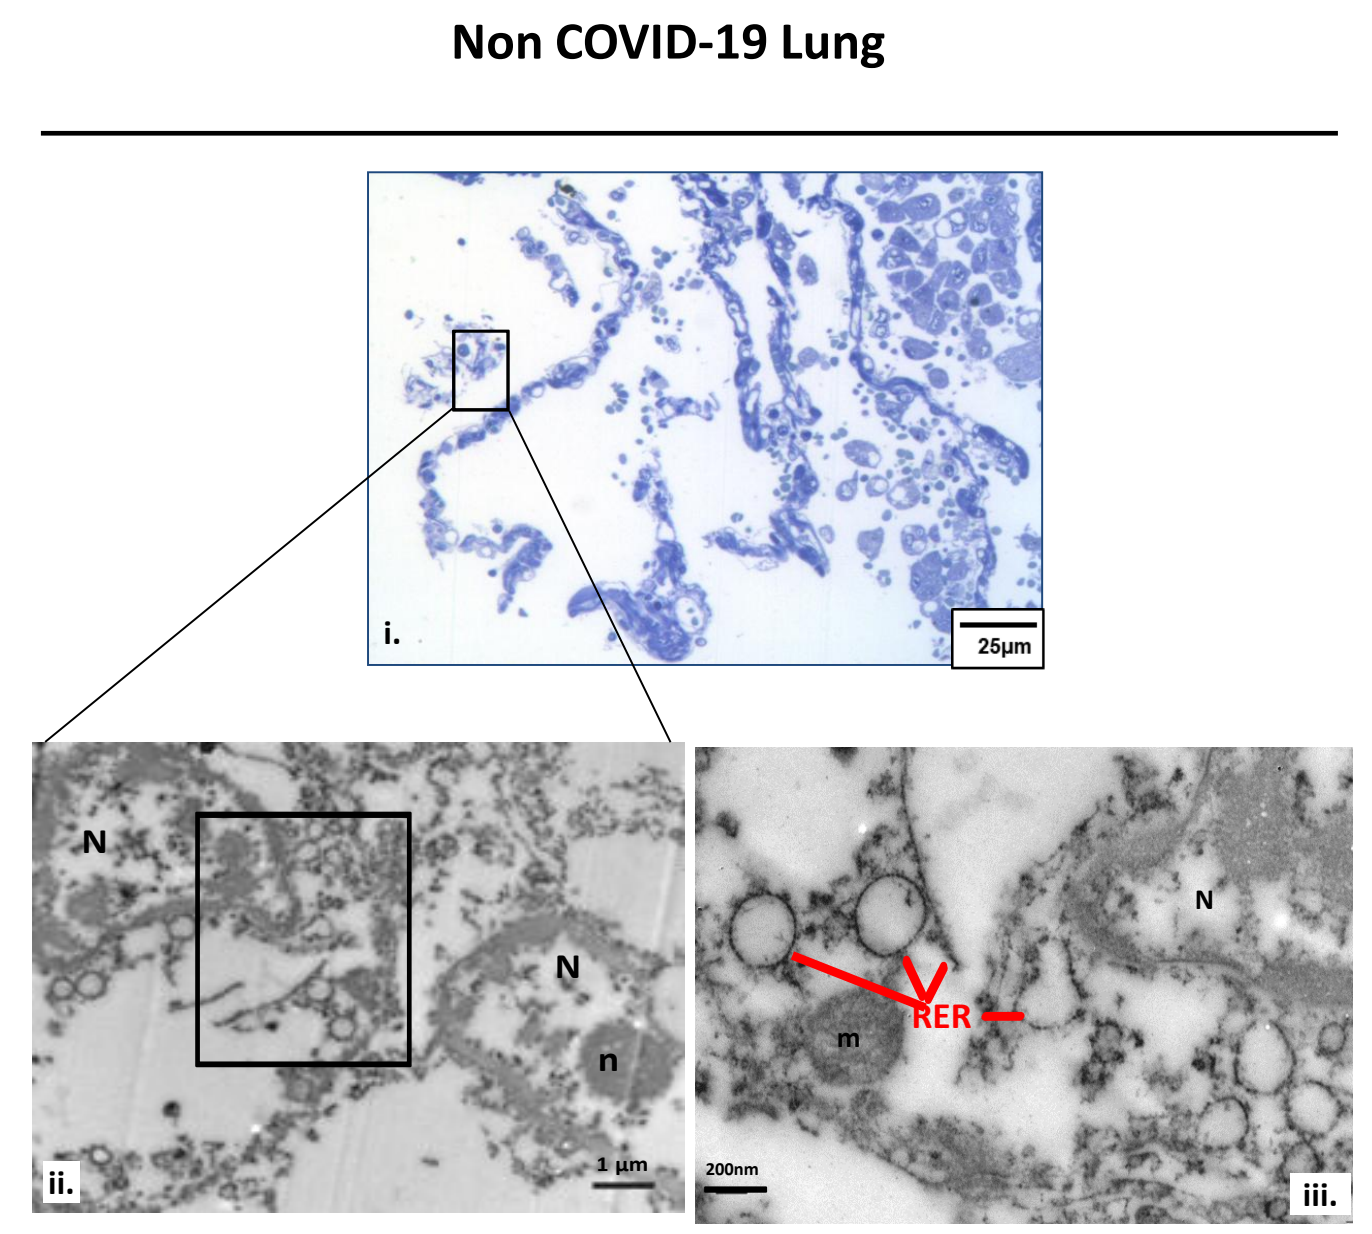 Non COVID-19 Lung
i.
25µm
N
N
n
1 µm
ii.
N
RER
m
200nm
iii.